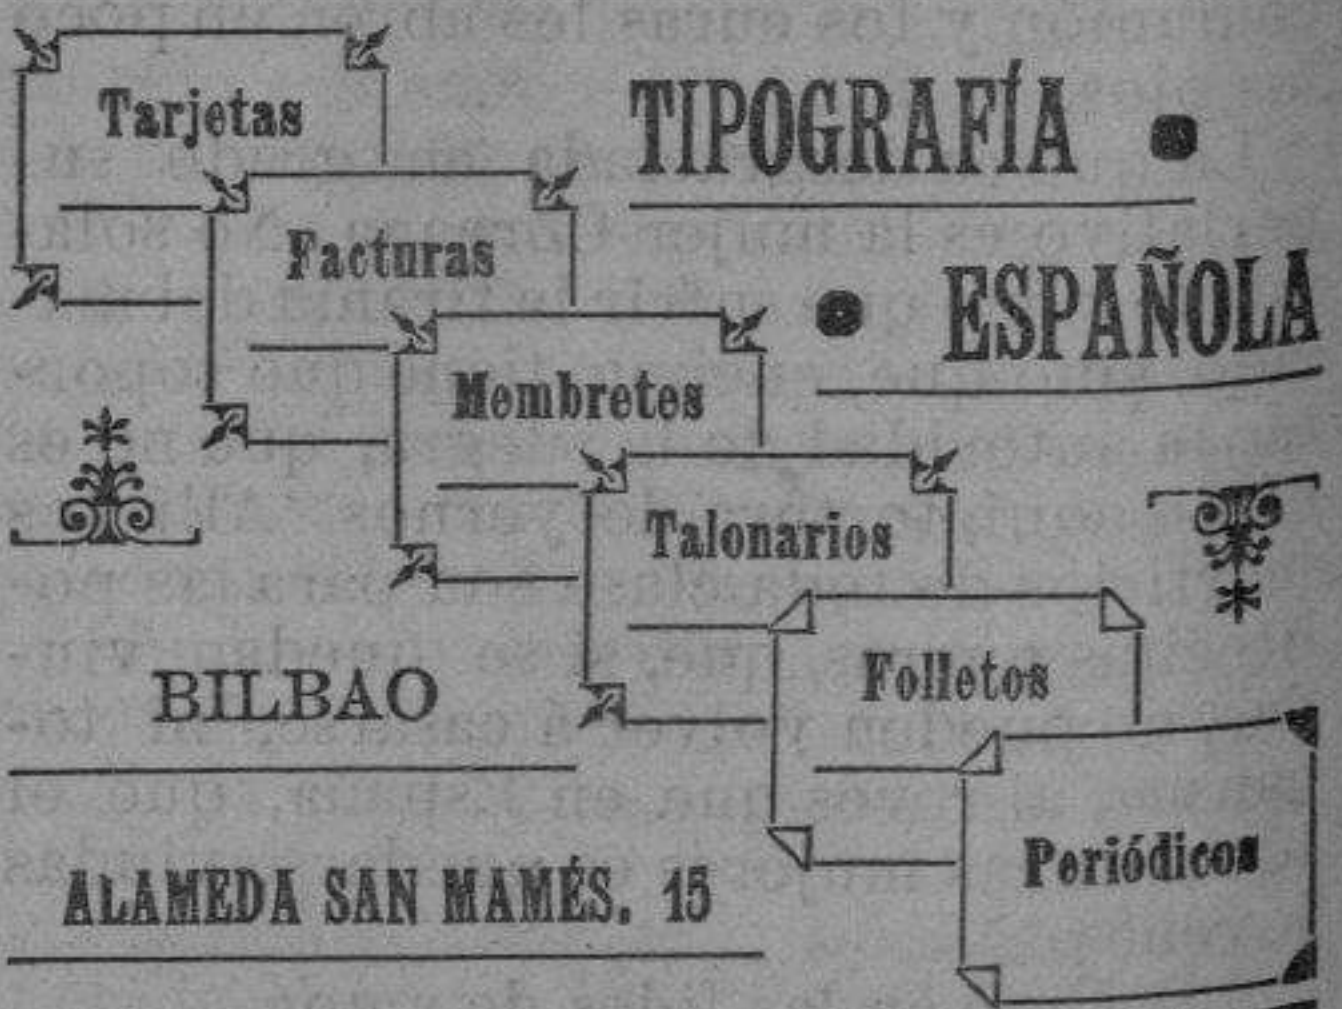 Tarjetas
TIPOGRAFÍA
Facturas
ESPAÑOLA
Membretes
Talonarios
Folletos
BILBAO
Periódicos
ALAMEDA SAN MAMÉS. 15